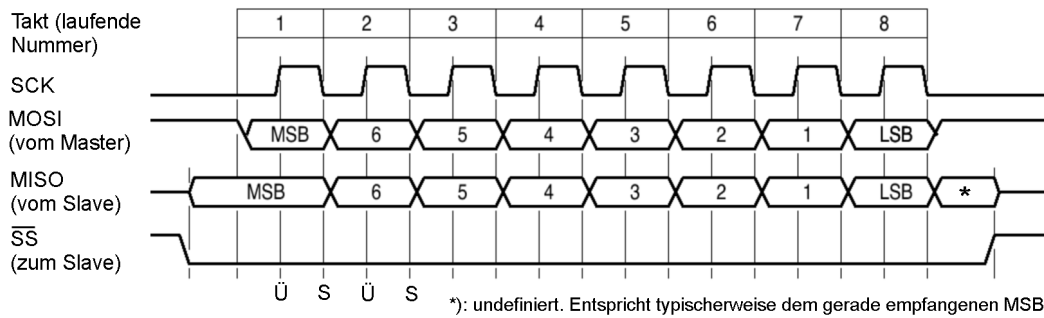 Takt (laufende
Nummer)
1 2 3 4 5 6 7 8
SCK
MOSI
(vom Master)
MSB 6 5 4 3 2 1 LSB
MISO
(vom Slave)
MSB 6 5 4 3 2 1 LSB *
S̅S̅
(zum Slave)
Ü S Ü S
*): undefiniert. Entspricht typischerweise dem gerade empfangenen MSB